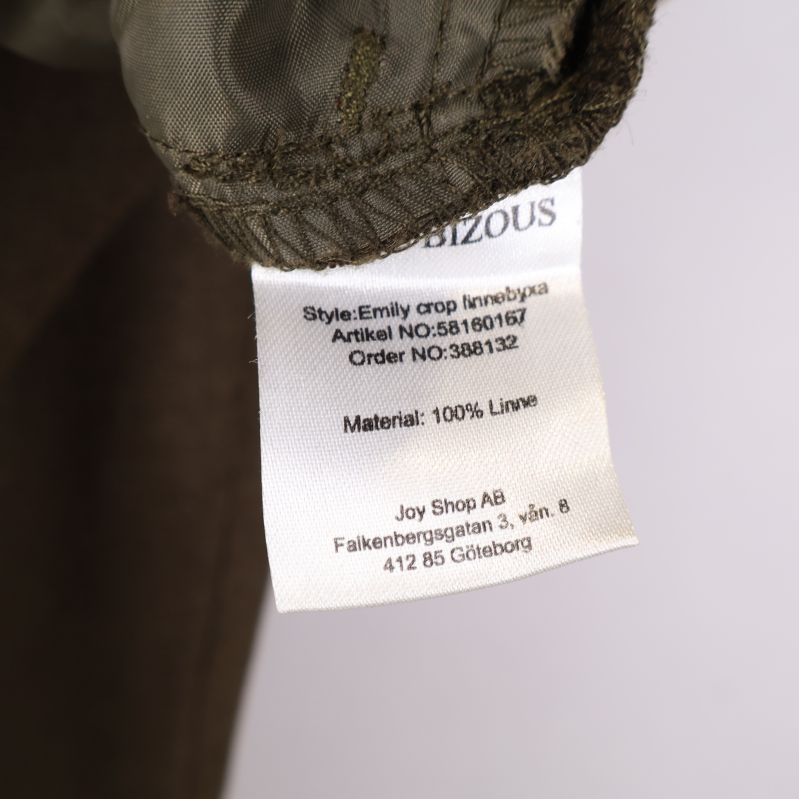 BIZOUS
Style:Emily crop linnebyxa
Artikel NO:58160167
Order NO:388132
Material: 100% Linne
Joy Shop AB
Falkenbergsgatan 3, vån. 8
412 85 Göteborg